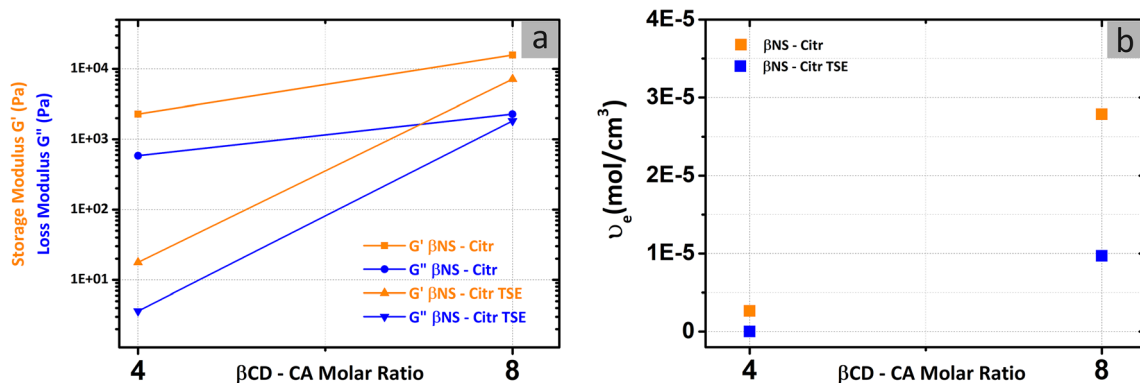 a
Storage Modulus G' (Pa)
Loss Modulus G" (Pa)
1E+04
1E+03
1E+02
1E+01
G' βNS - Citr
G" βNS - Citr
G' βNS - Citr TSE
G" βNS - Citr TSE
4
8
βCD - CA Molar Ratio
b
υe(mol/cm³)
4E-5
3E-5
2E-5
1E-5
0
βNS - Citr
βNS - Citr TSE
4
8
βCD - CA Molar Ratio